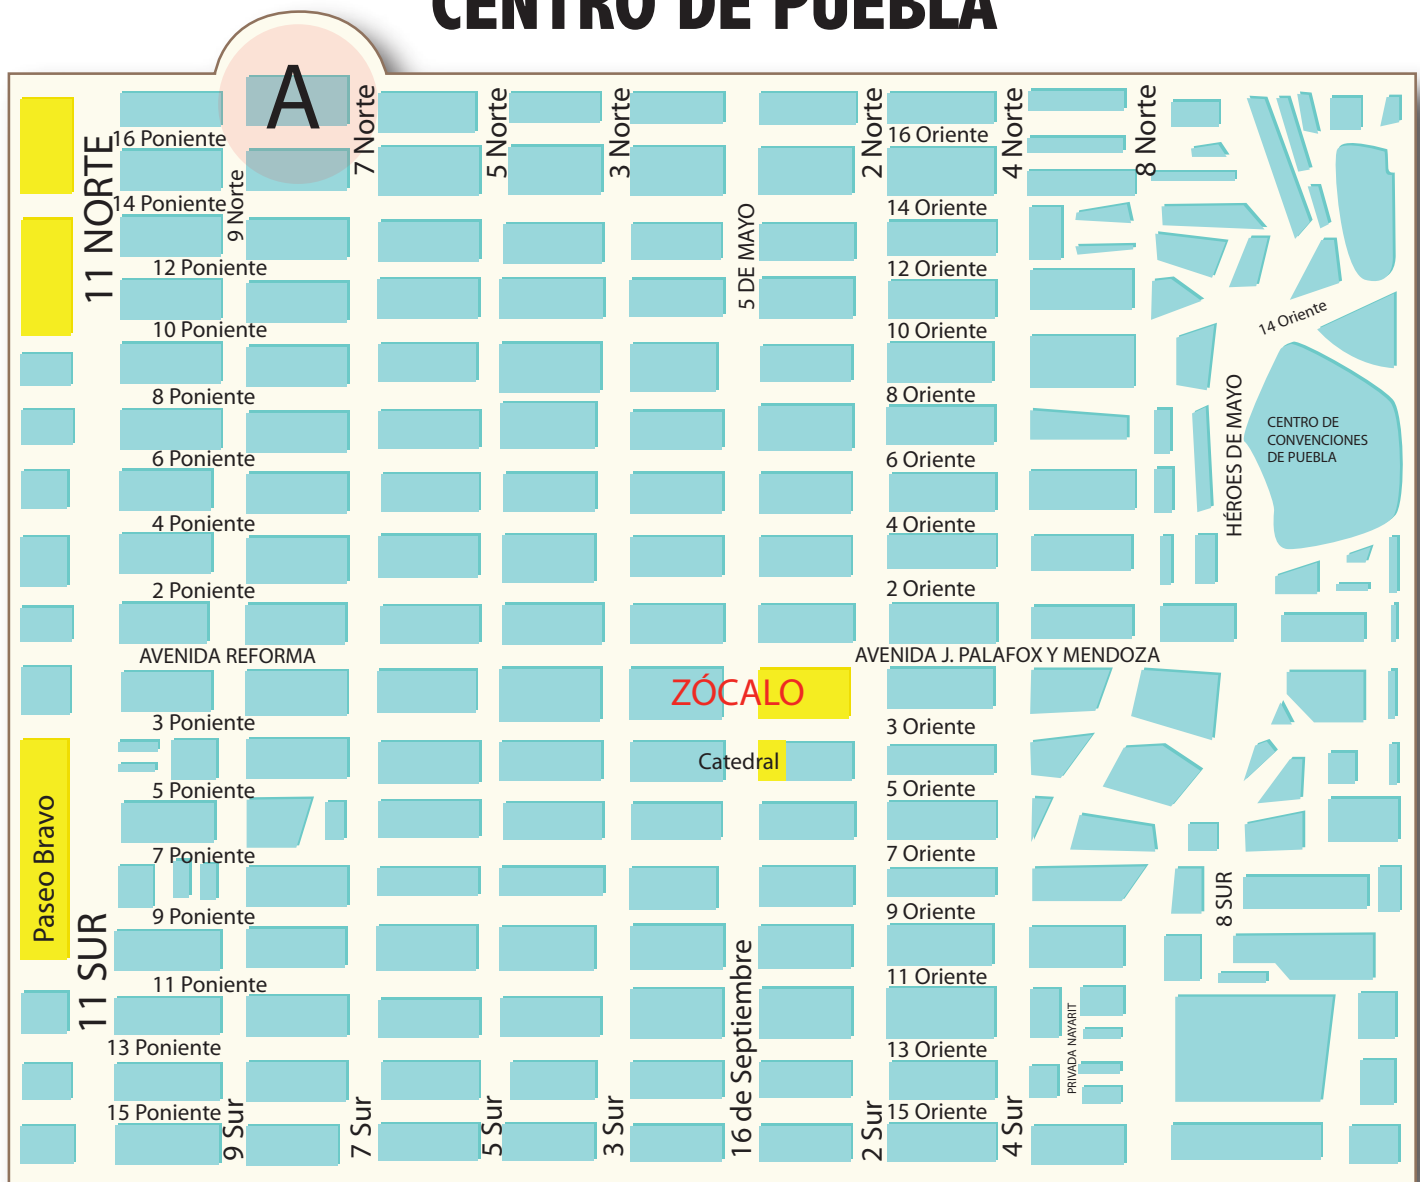 CENTRO DE PUEBLA
A
11 NORTE
9 Norte
7 Norte
5 Norte
3 Norte
5 DE MAYO
2 Norte
4 Norte
8 Norte
16 Poniente
16 Oriente
14 Poniente
14 Oriente
12 Poniente
12 Oriente
10 Poniente
10 Oriente
14 Oriente
8 Poniente
8 Oriente
HÉROES DE MAYO
CENTRO DE
CONVENCIONES
DE PUEBLA
6 Poniente
6 Oriente
4 Poniente
4 Oriente
2 Poniente
2 Oriente
AVENIDA REFORMA
AVENIDA J. PALAFOX Y MENDOZA
ZÓCALO
3 Poniente
3 Oriente
Catedral
5 Poniente
5 Oriente
Paseo Bravo
7 Poniente
7 Oriente
8 SUR
9 Poniente
9 Oriente
11 SUR
11 Poniente
11 Oriente
PRIVADA NAYARIT
13 Poniente
13 Oriente
15 Poniente
15 Oriente
9 Sur
7 Sur
5 Sur
3 Sur
16 de Septiembre
2 Sur
4 Sur